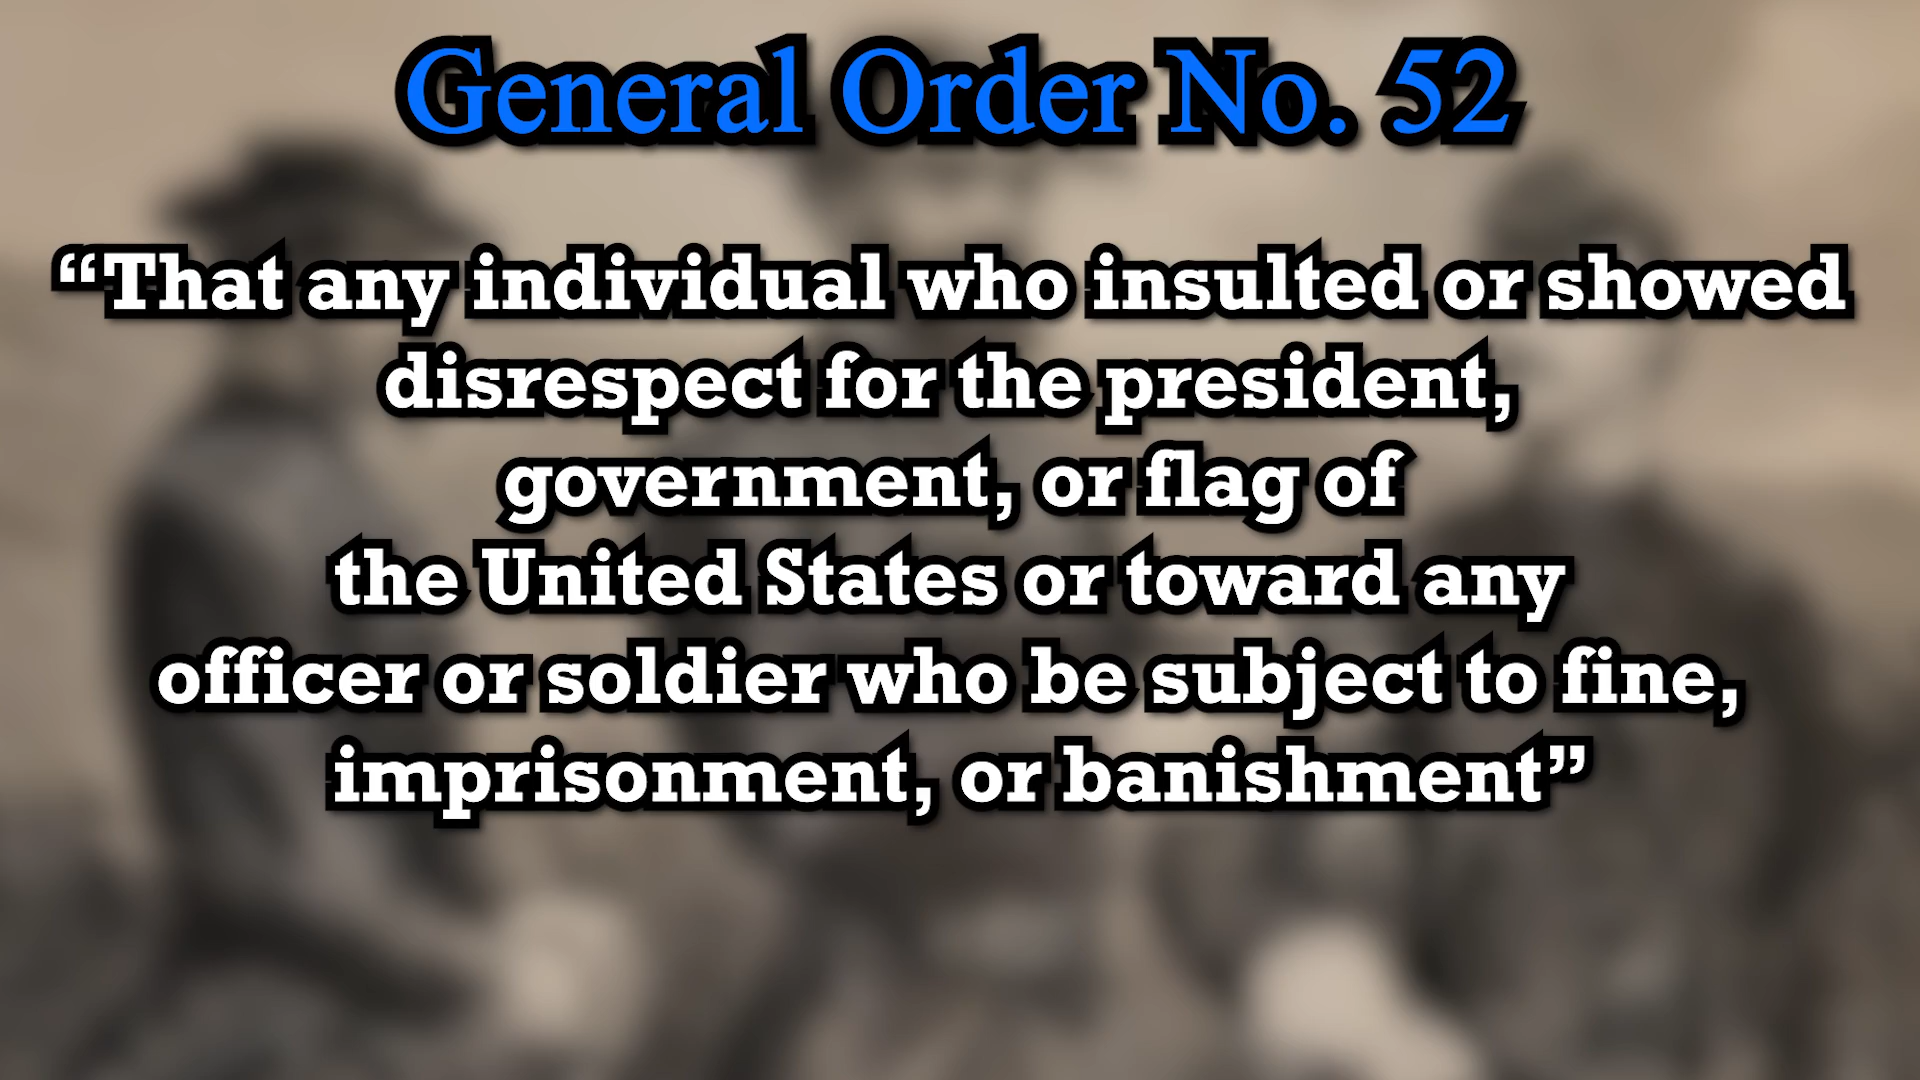 General Order No. 52
“That any individual who insulted or showed
disrespect for the president,
government, or flag of
the United States or toward any
officer or soldier who be subject to fine,
imprisonment, or banishment”